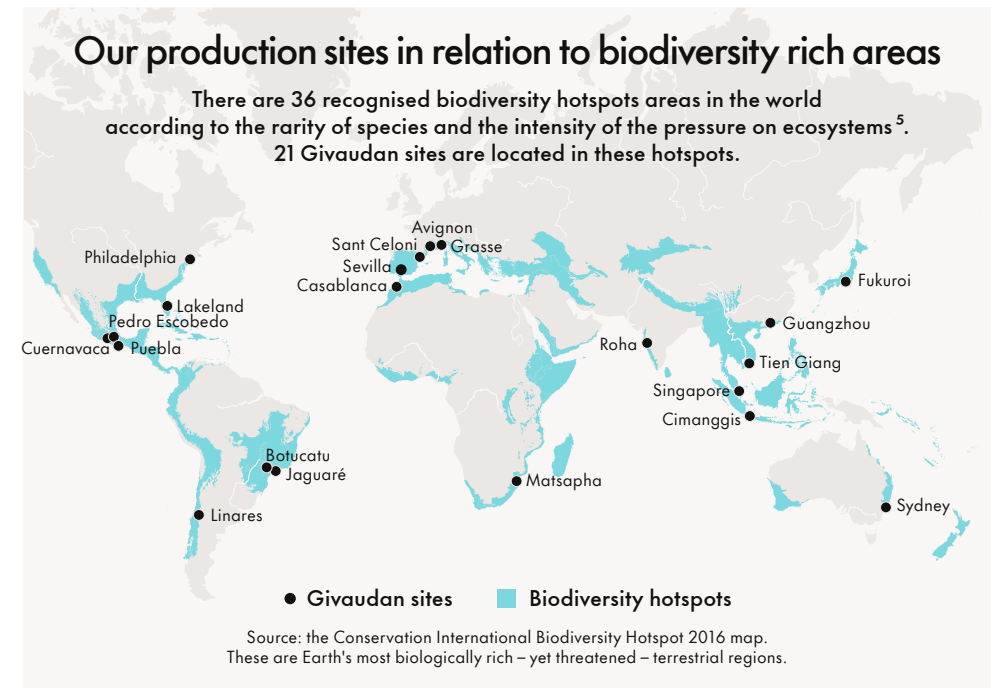 Our production sites in relation to biodiversity rich areas
There are 36 recognised biodiversity hotspots areas in the world
according to the rarity of species and the intensity of the pressure on ecosystems 5.
21 Givaudan sites are located in these hotspots.
Avignon
Sant Celoni
Grasse
Philadelphia
Sevilla
Casablanca
Fukuroi
Lakeland
Pedro Escobedo
Guangzhou
Cuernavaca
Puebla
Roha
Tien Giang
Singapore
Cimanggis
Botucatu
Jaguaré
Matsapha
Linares
Sydney
Givaudan sites
Biodiversity hotspots
Source: the Conservation International Biodiversity Hotspot 2016 map.
These are Earth's most biologically rich – yet threatened – terrestrial regions.